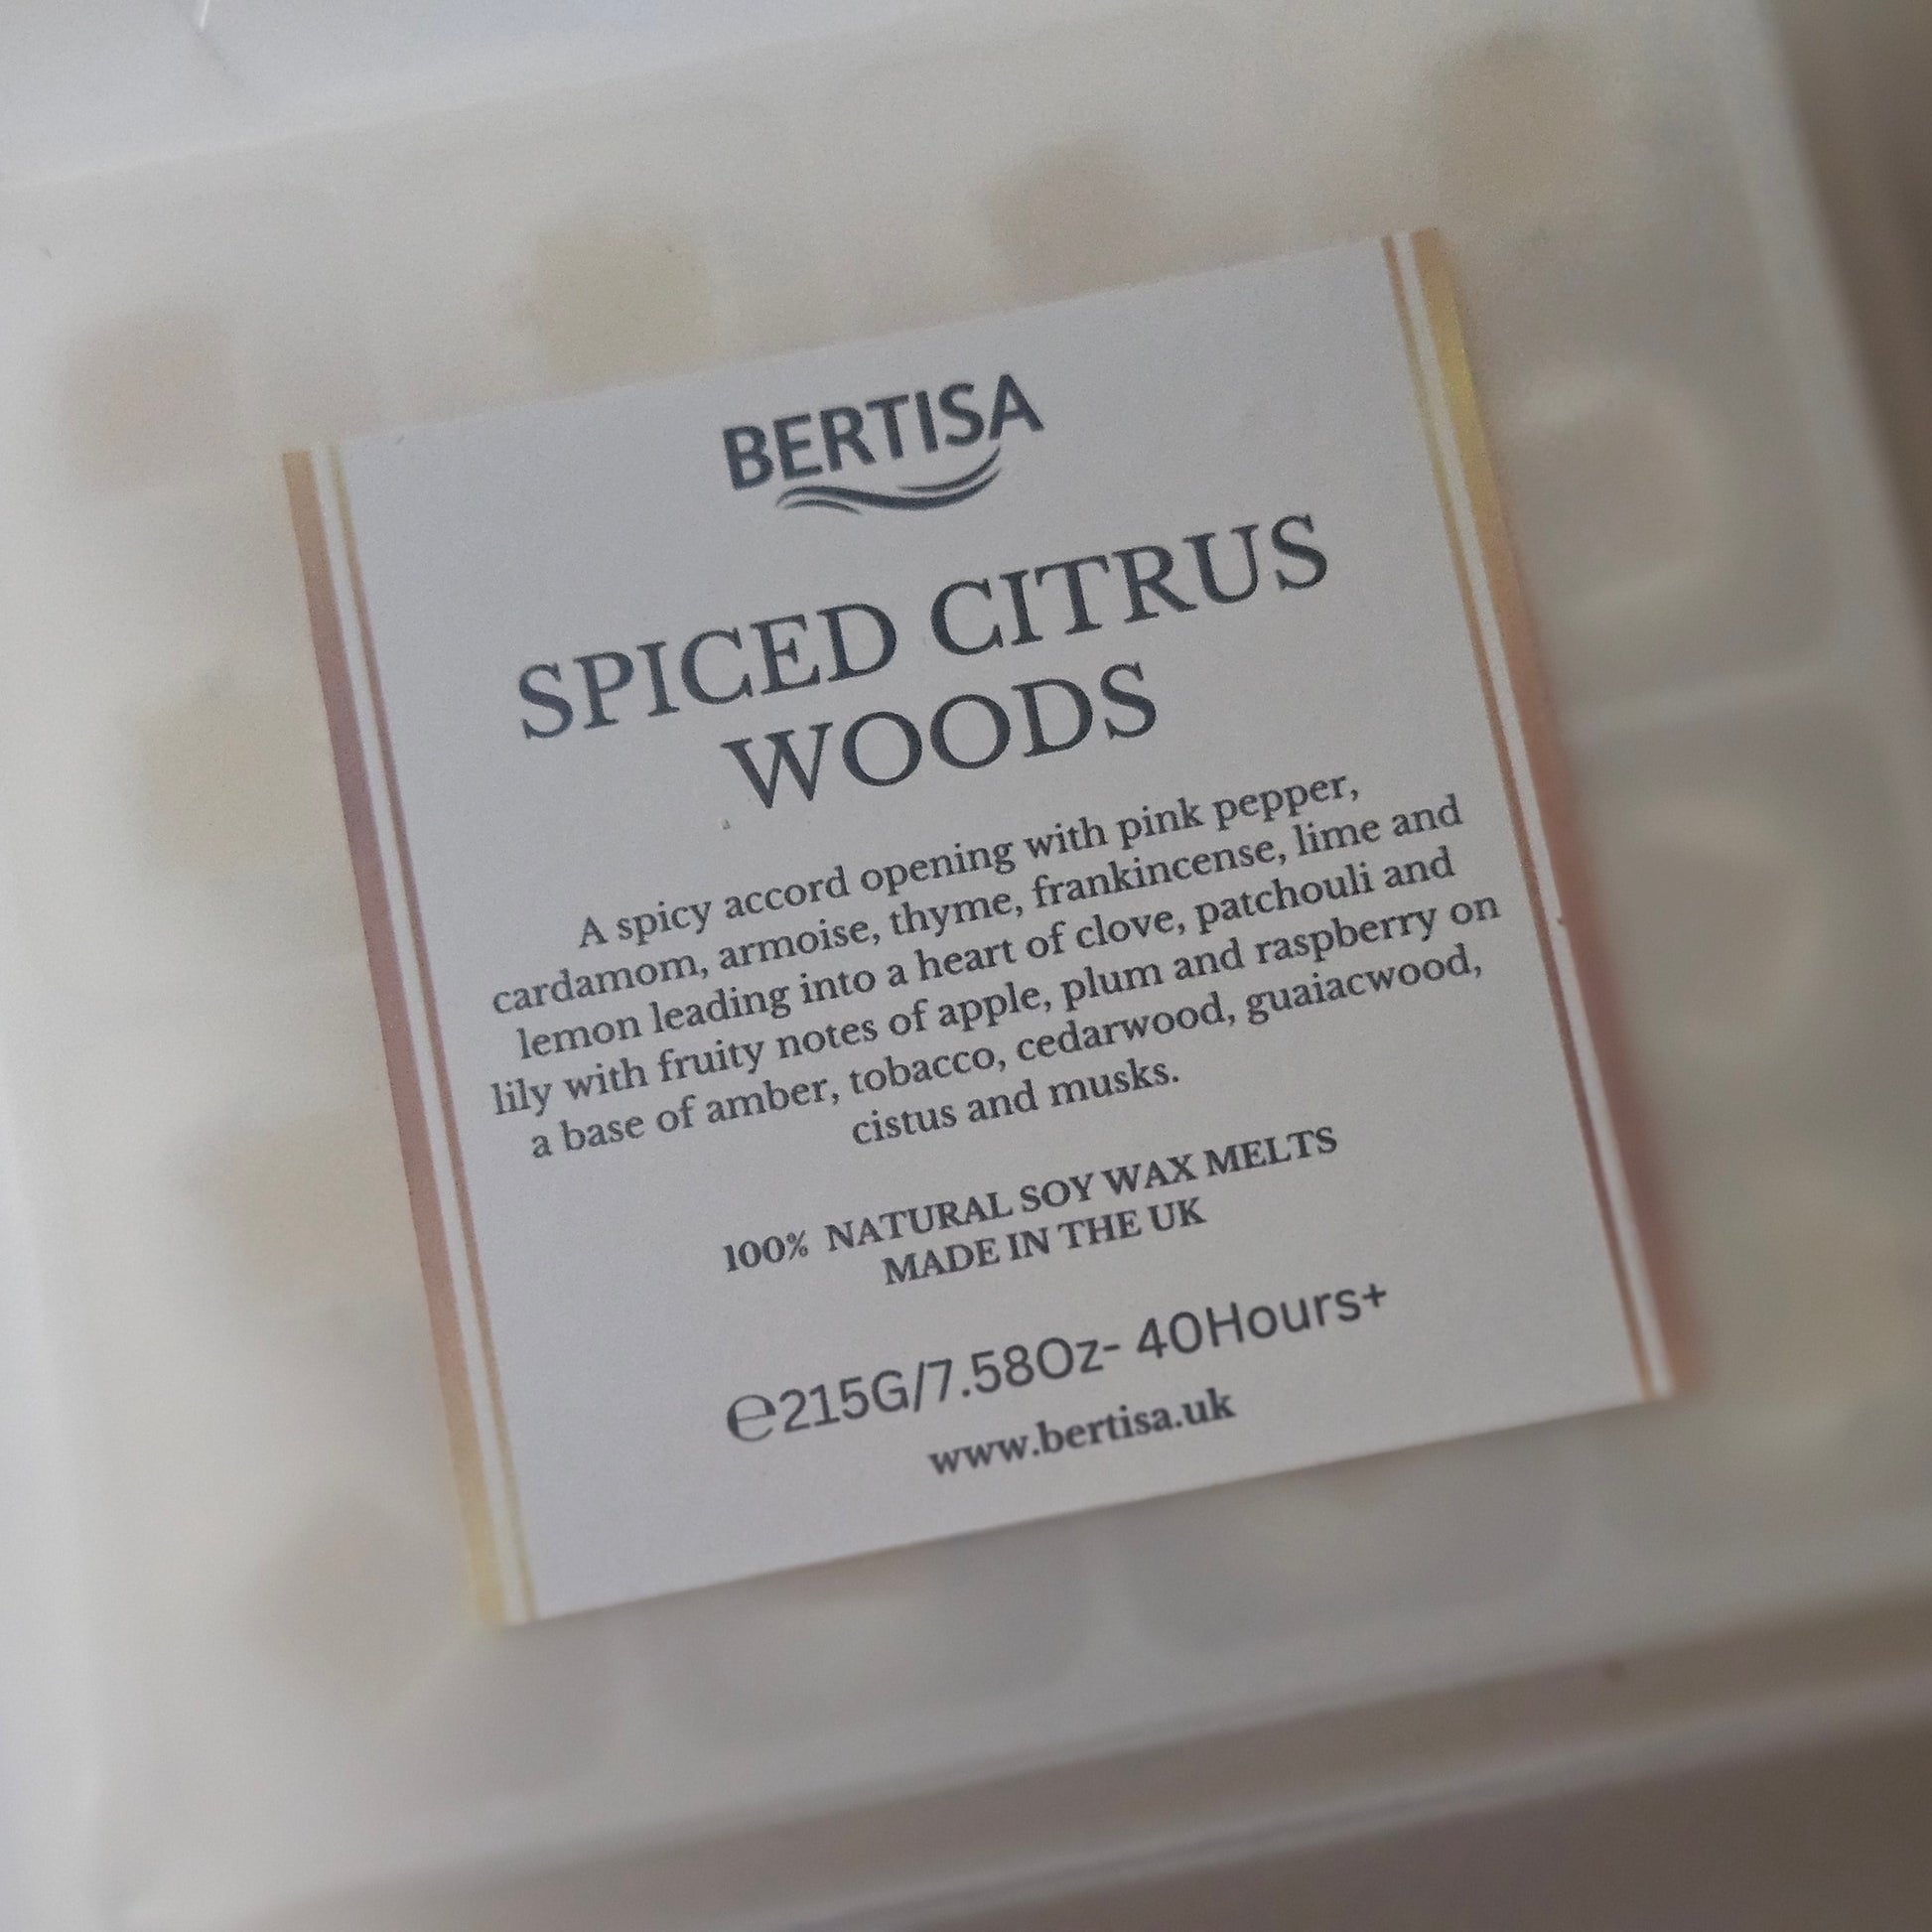 BERTISA
SPICED CITRUS
WOODS
A spicy accord opening with pink pepper,
cardamom, armoise, thyme, frankincense, lime and
lemon leading into a heart of clove, patchouli and
lily with fruity notes of apple, plum and raspberry on
a base of amber, tobacco, cedarwood, guaiacwood,
cistus and musks.
100% NATURAL SOY WAX MELTS
MADE IN THE UK
℮215G/7.58Oz- 40Hours+
www.bertisa.uk